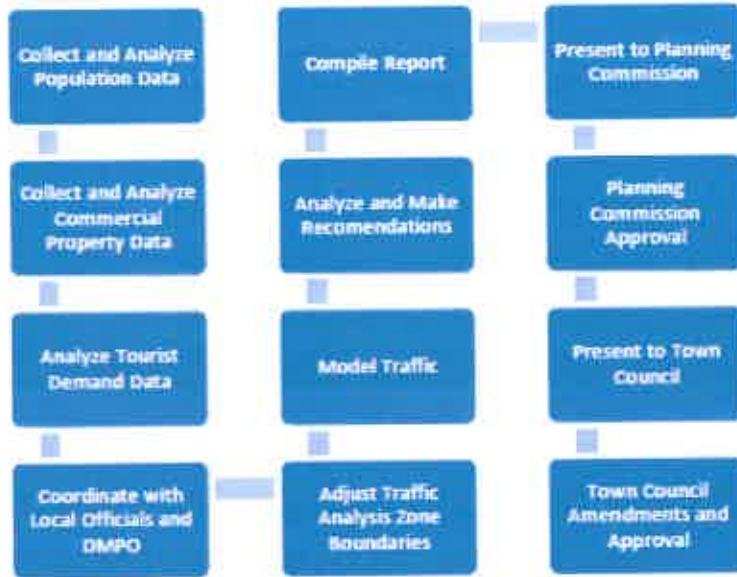 Collect and Analyze
Population Data
Collect and Analyze
Commercial
Property Data
Analyze Tourist
Demand Data
Coordinate with
Local Officials and
DMPO
Adjust Traffic
Analysis Zone
Boundaries
Model Traffic
Analyze and Make
Recomendations
Compile Report
Present to Planning
Commission
Planning
Commission
Approval
Present to Town
Council
Town Council
Amendments and
Approval